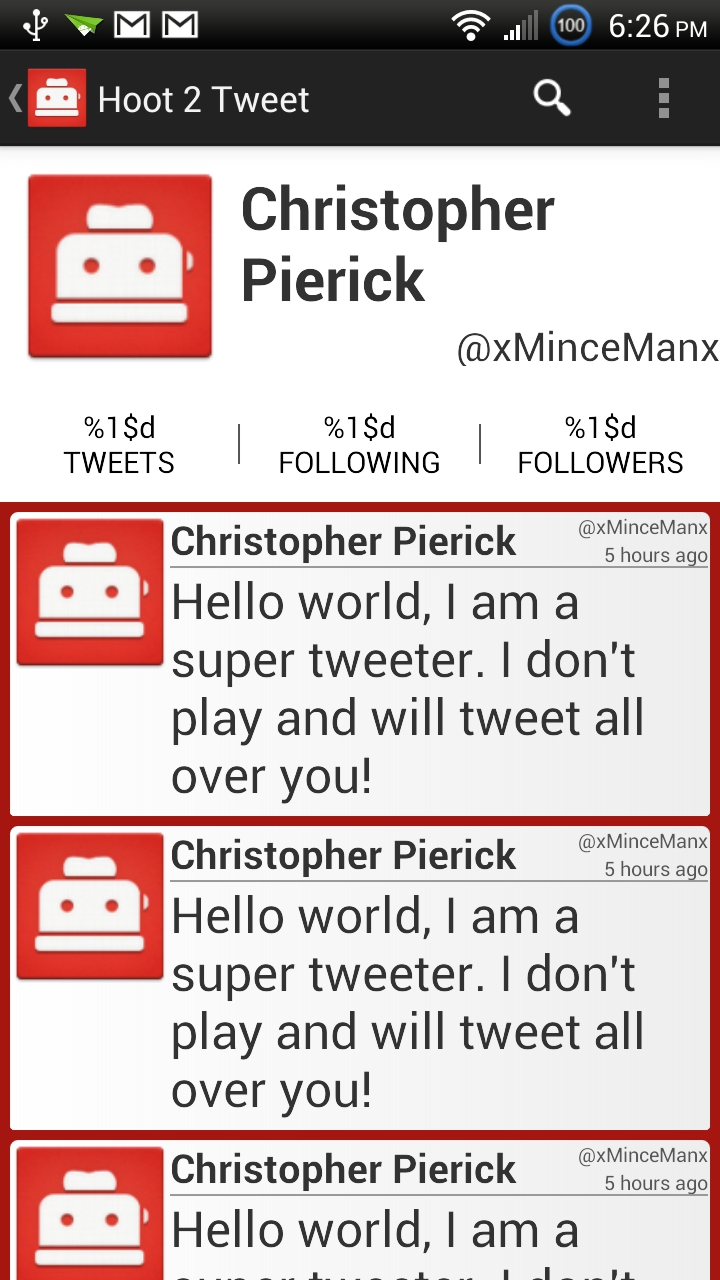 100 6:26 PM
Hoot 2 Tweet
Christopher
Pierick
@xMinceManx
%1$d %1$d %1$d
TWEETS FOLLOWING FOLLOWERS
Christopher Pierick @xMinceManx
5 hours ago
Hello world, I am a
super tweeter. I don't
play and will tweet all
over you!
Christopher Pierick @xMinceManx
5 hours ago
Hello world, I am a
super tweeter. I don't
play and will tweet all
over you!
Christopher Pierick @xMinceManx
5 hours ago
Hello world, I am a
super tweeter. I don't